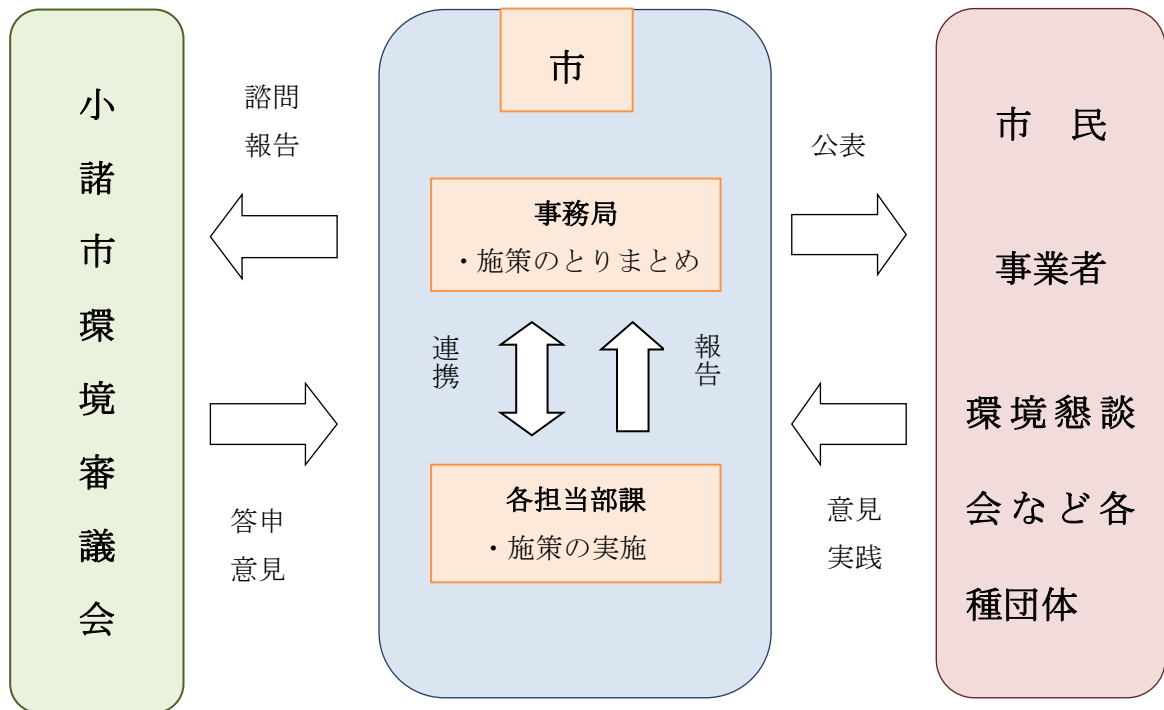 小諸市環境審議会
諮問
報告
答申
意見
市
事務局
・施策のとりまとめ
連携
報告
各担当部課
・施策の実施
公表
意見
実践
市　民
事業者
環境懇談
会など各
種団体